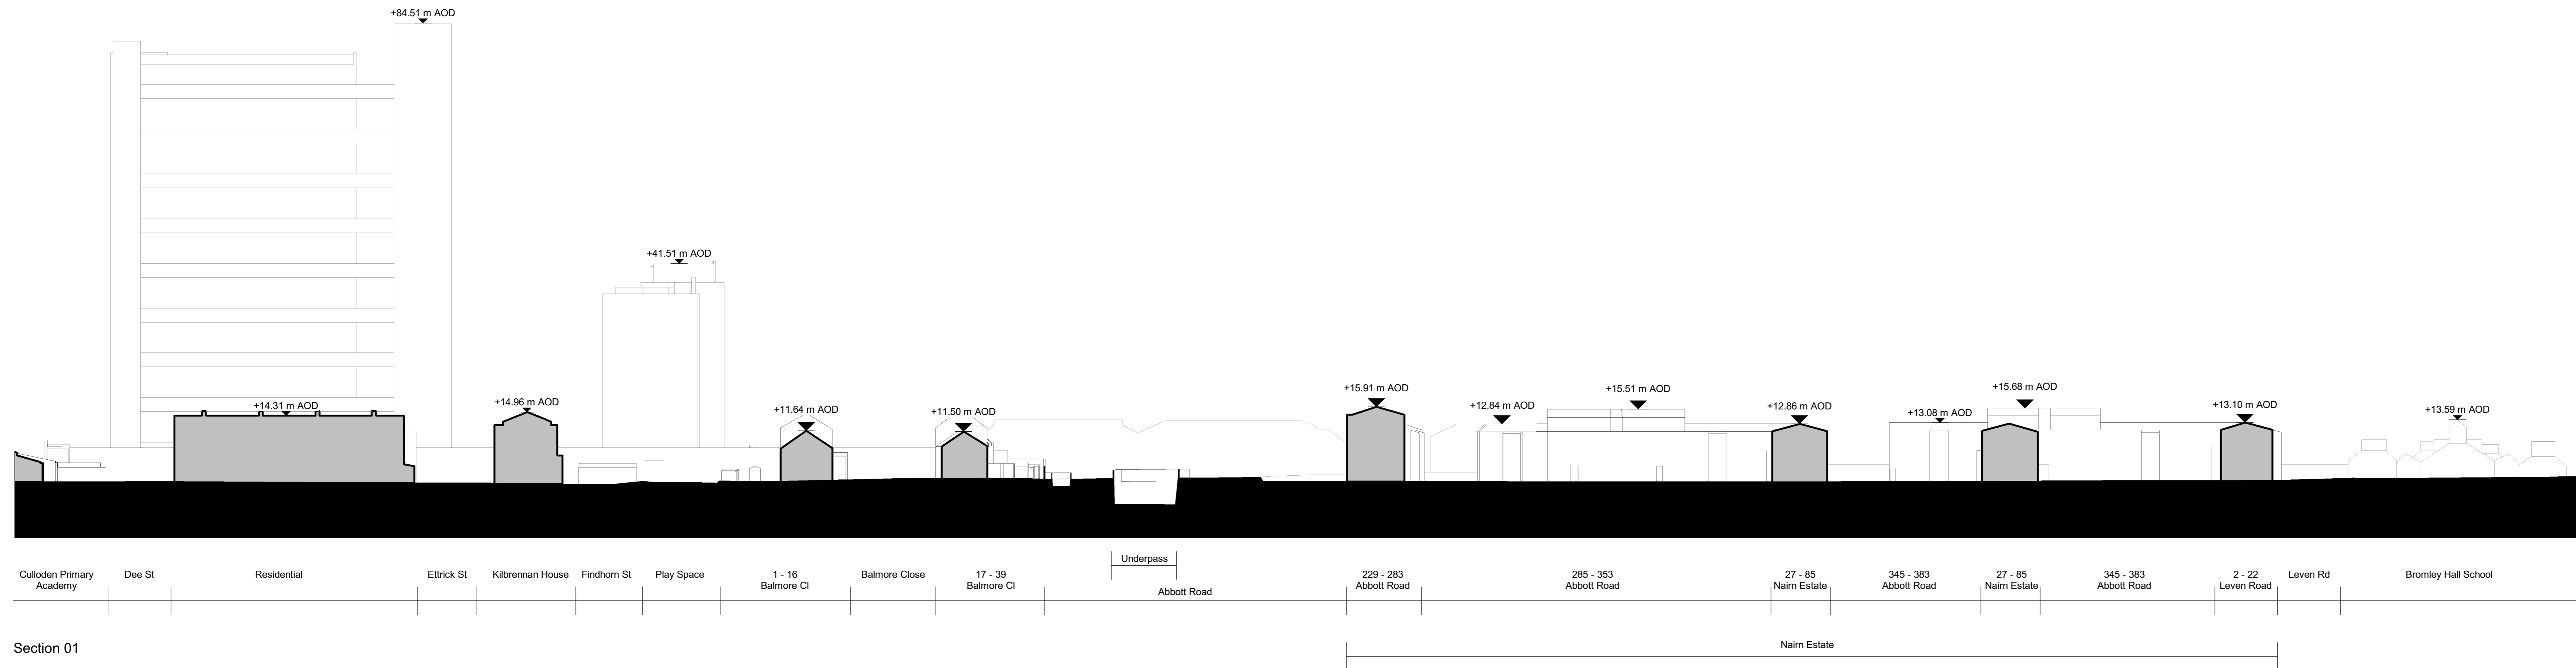 +84.51 m AOD
+41.51 m AOD
+14.31 m AOD
+14.96 m AOD
+11.64 m AOD
+11.50 m AOD
+15.91 m AOD
+12.84 m AOD
+15.51 m AOD
+12.86 m AOD
+13.08 m AOD
+15.68 m AOD
+13.10 m AOD
+13.59 m AOD
Underpass
Culloden Primary
Academy
Dee St
Residential
Ettrick St
Kilbrennan House
Findhorn St
Play Space
1 - 16
Balmore Cl
Balmore Close
17 - 39
Balmore Cl
Abbott Road
229 - 283
Abbott Road
285 - 353
Abbott Road
27 - 85
Nairn Estate
345 - 383
Abbott Road
27 - 85
Nairn Estate
345 - 383
Abbott Road
2 - 22
Leven Road
Leven Rd
Bromley Hall School
Nairn Estate
Section 01